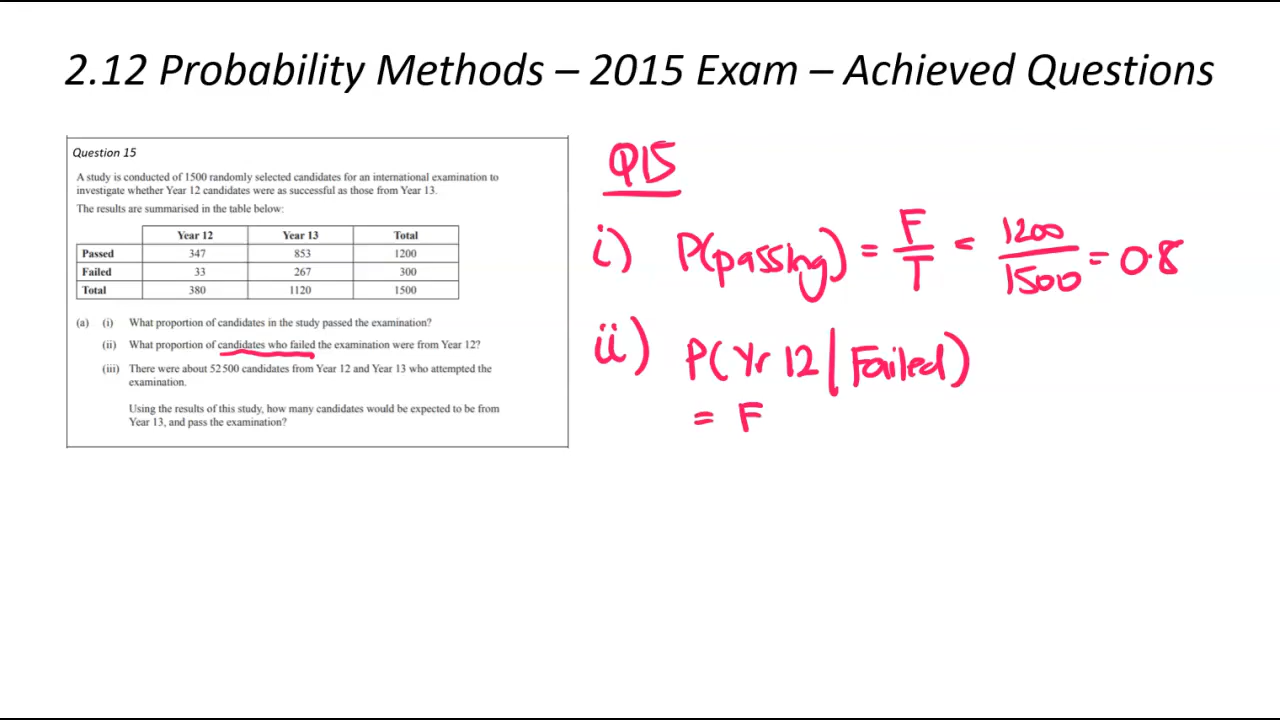 2.12 Probability Methods – 2015 Exam – Achieved Questions
Question 15
A study is conducted of 1500 randomly selected candidates for an international examination to
investigate whether Year 12 candidates were as successful as those from Year 13.
The results are summarised in the table below:
Year 12 Year 13 Total
Passed 347 853 1200
Failed 33 267 300
Total 380 1120 1500
(a) (i) What proportion of candidates in the study passed the examination?
(ii) What proportion of candidates who failed the examination were from Year 12?
(iii) There were about 52 500 candidates from Year 12 and Year 13 who attempted the
examination.
Using the results of this study, how many candidates would be expected to be from
Year 13, and pass the examination?
Q15
i) P(passing) = F/T = 1200/1500 = 0.8
ii) P(Yr 12 | Failed)
= F